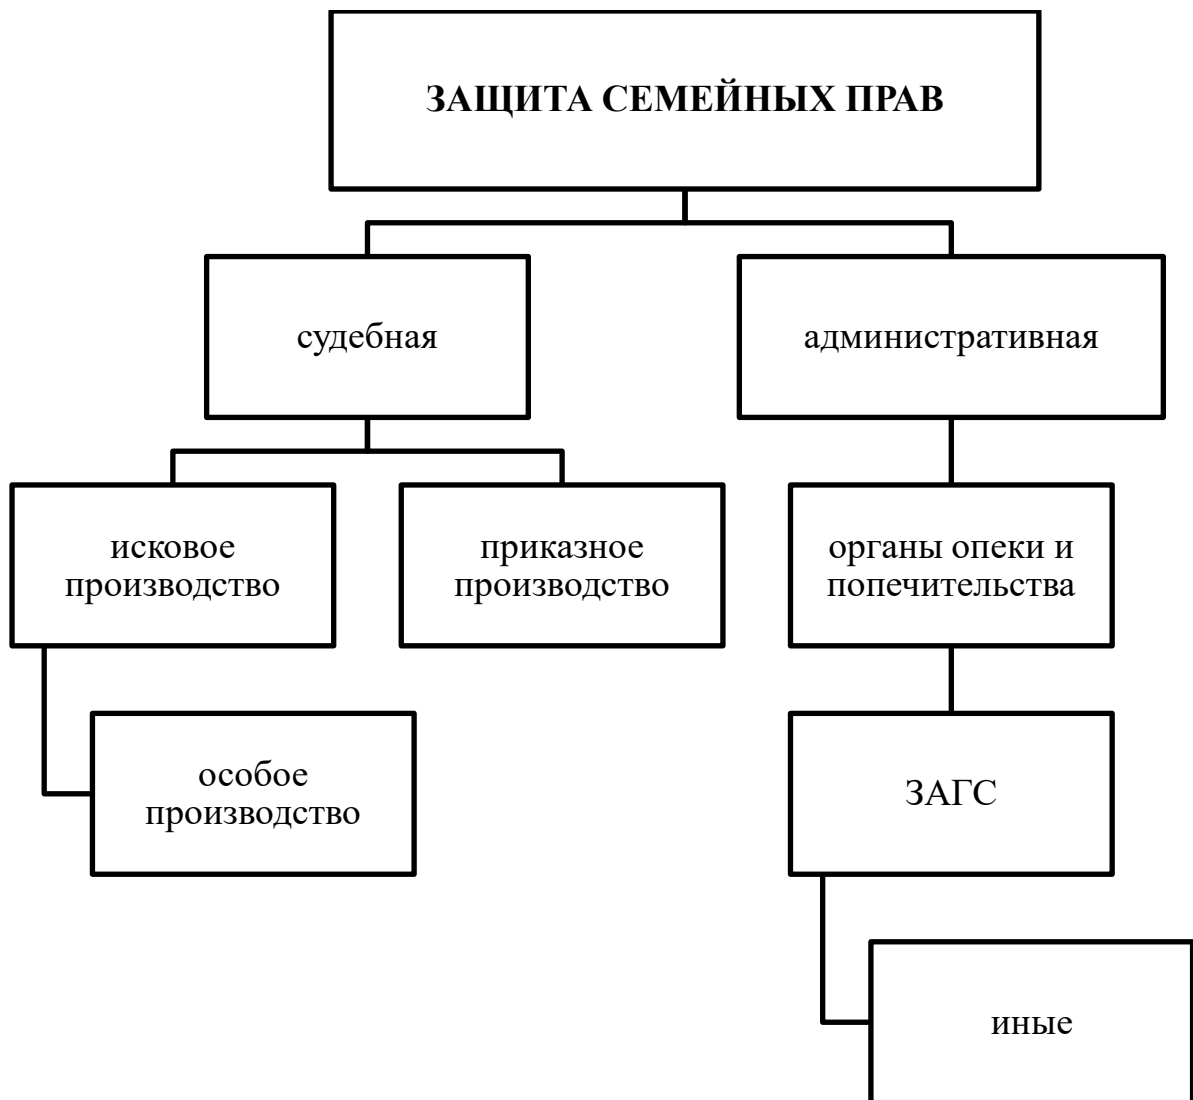 ЗАЩИТА СЕМЕЙНЫХ ПРАВ
судебная
административная
исковое
производство
приказное
производство
органы опеки и
попечительства
особое
производство
ЗАГС
иные